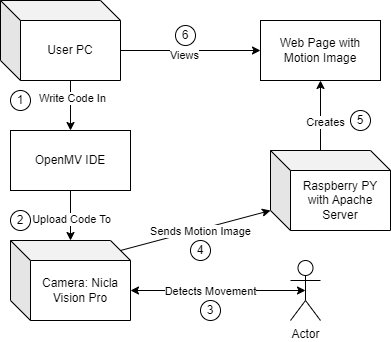 User PC
6
Views
Web Page with
Motion Image
1
Write Code In
Creates
5
OpenMV IDE
Raspberry PY
with Apache
Server
2
Upload Code To
Sends Motion Image
4
Camera: Nicla
Vision Pro
Detects Movement
3
Actor